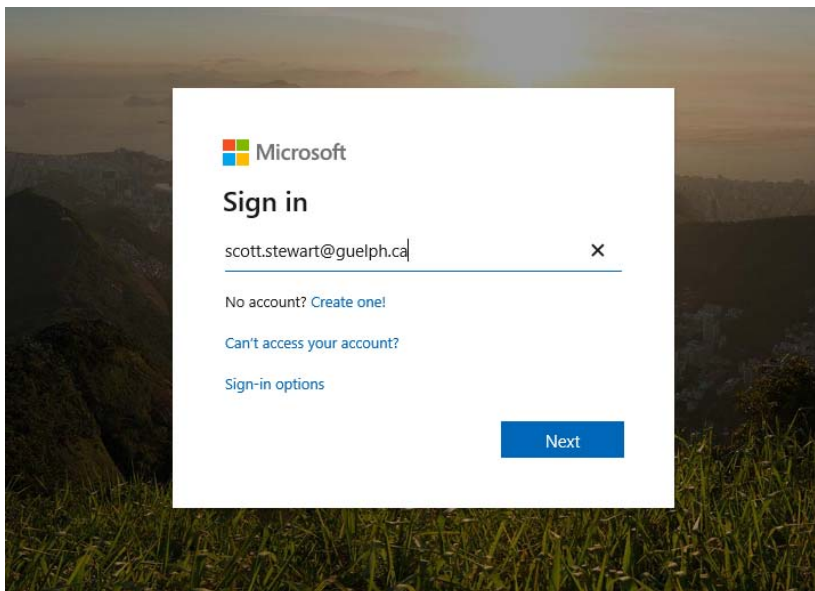 Microsoft
Sign in
scott.stewart@guelph.ca
No account? Create one!
Can't access your account?
Sign-in options
Next